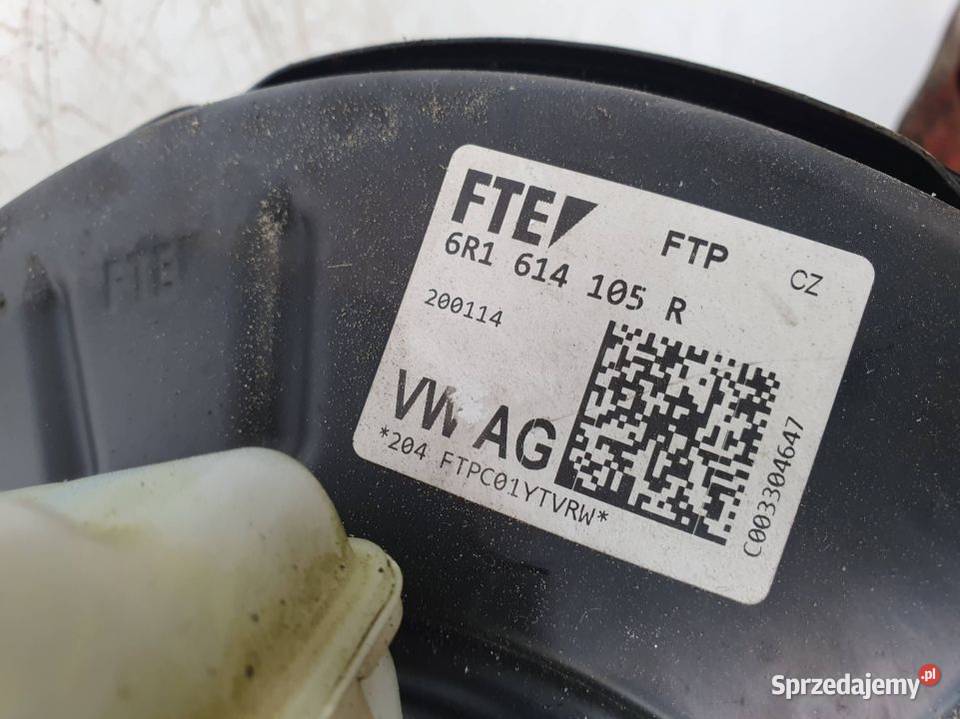 FTE
FTP
CZ
6R1 614 105 R
200114
VW AG
*204 FTPC01YTVRW*
C003304647
FTE
Sprzedajemy.pl